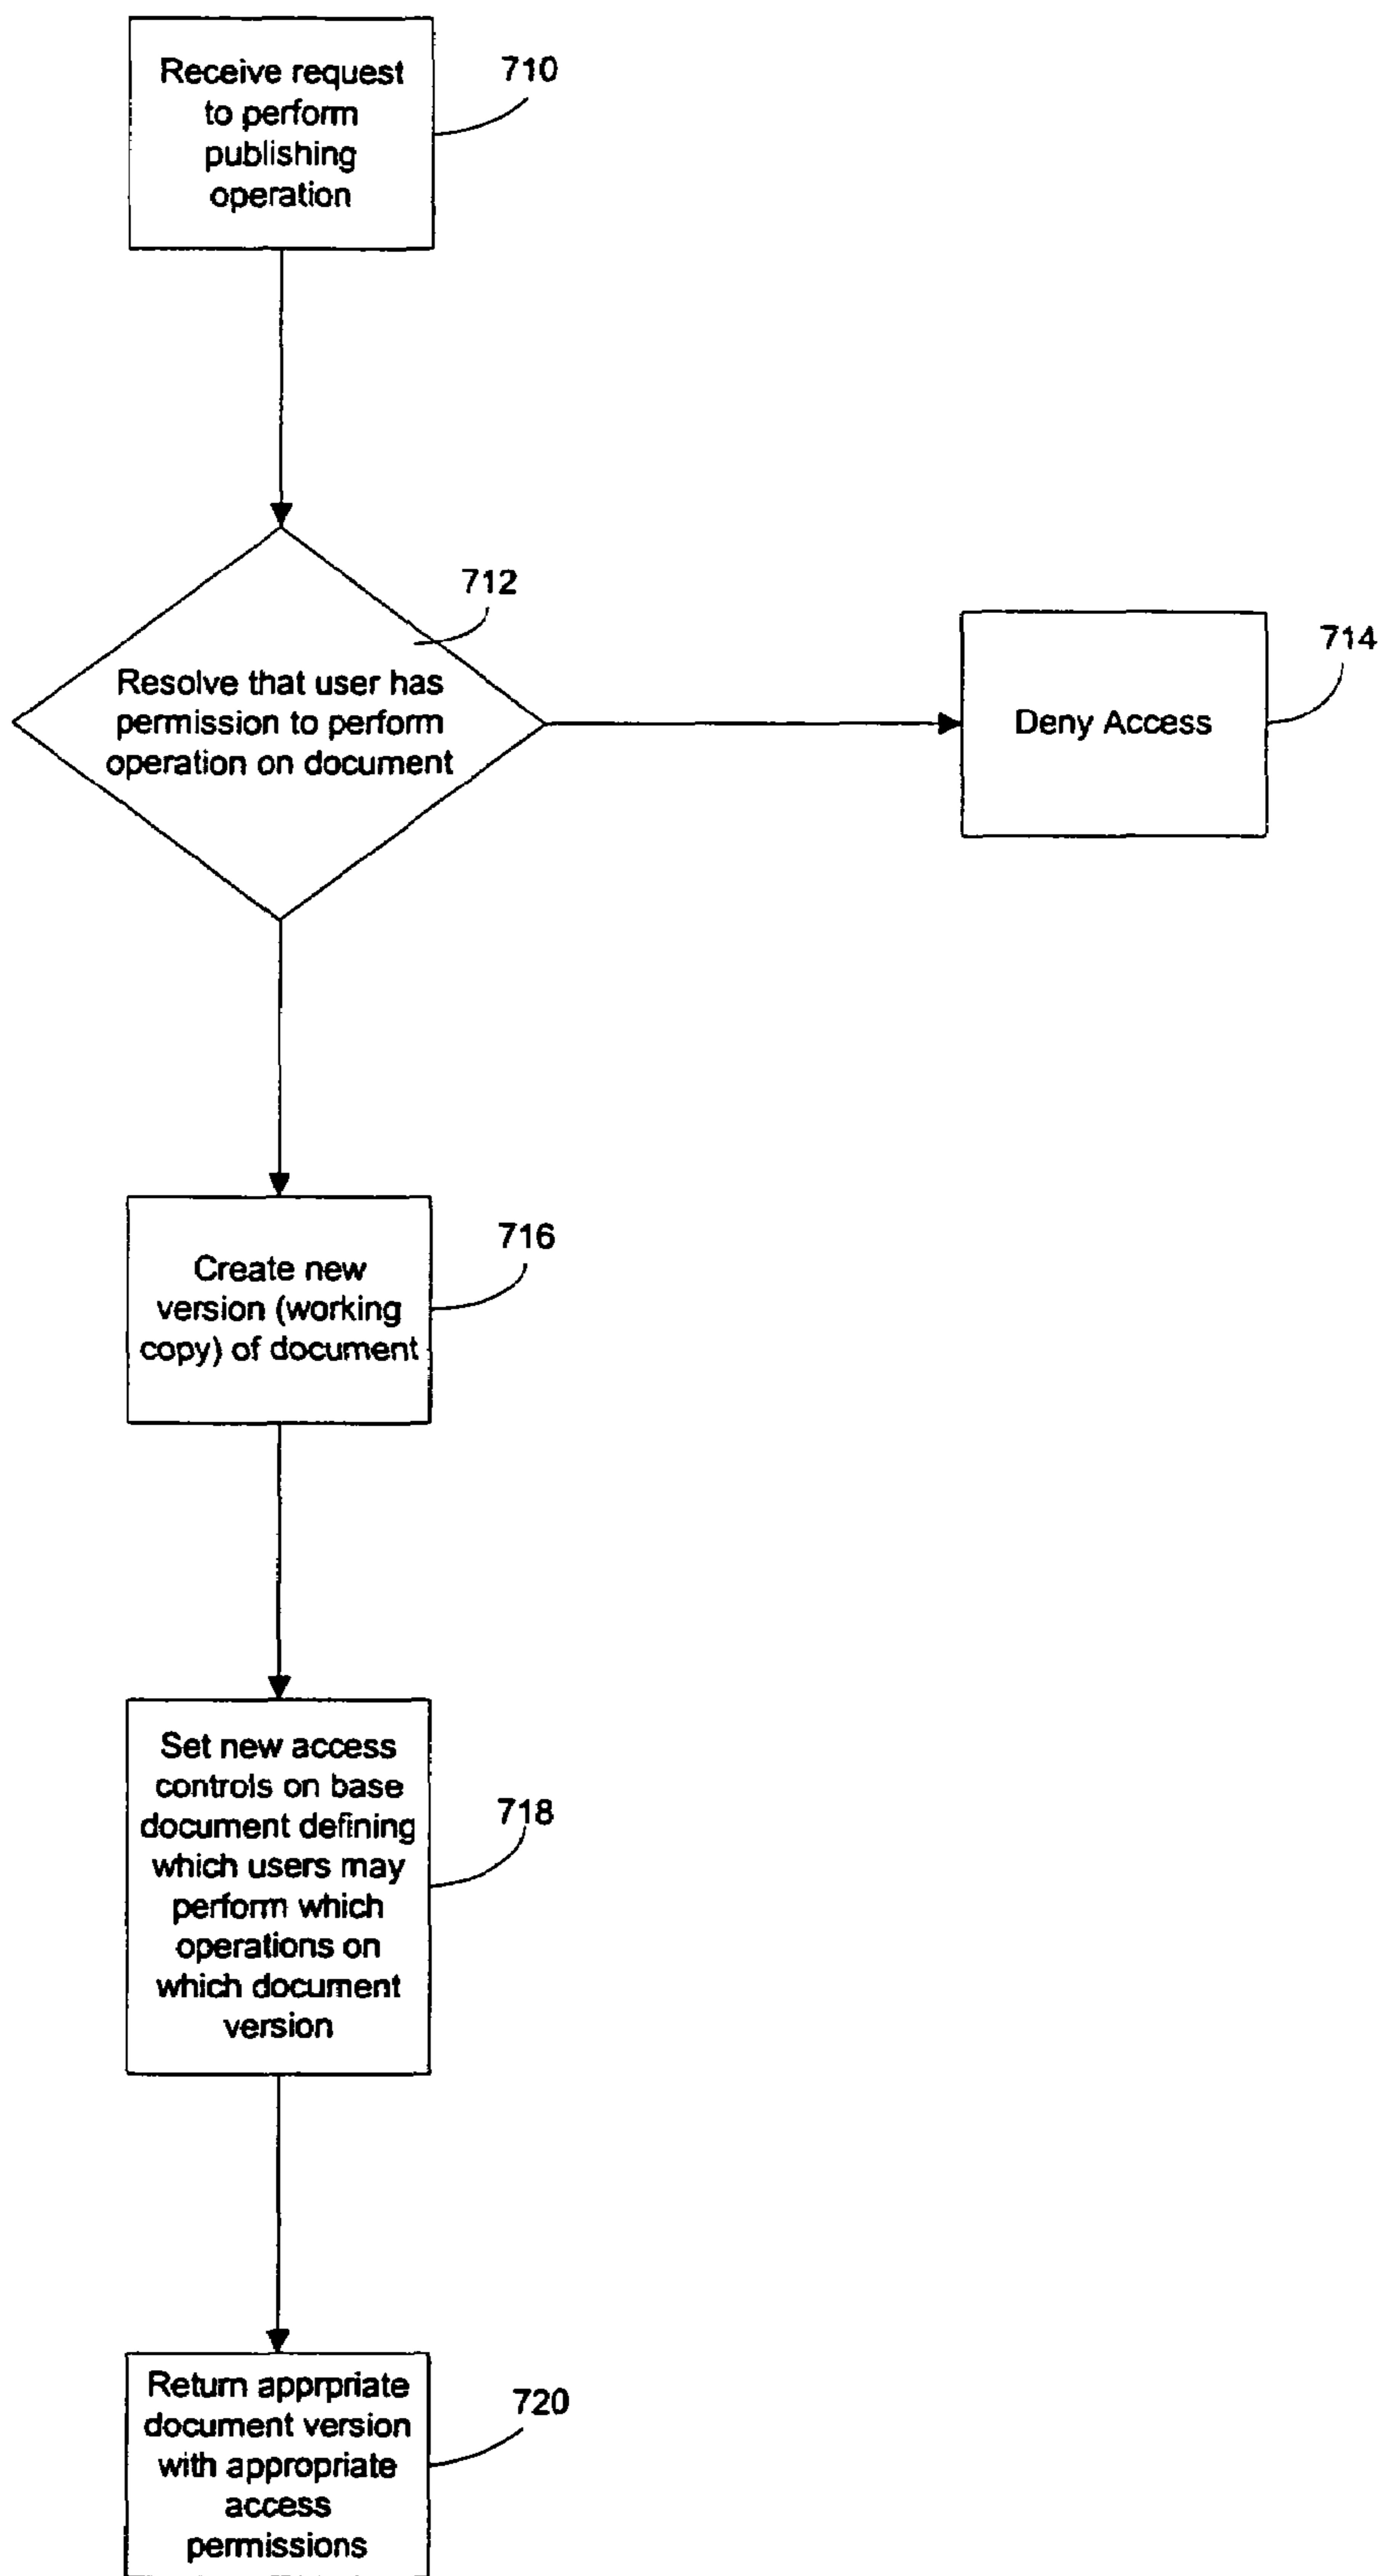 Receive request
to perform
publishing
operation
710
712
Resolve that user has
permission to perform
operation on document
714
Deny Access
716
Create new
version (working
copy) of document
Set new access
controls on base
document defining
which users may
perform which
operations on
which document
version
718
Return apprpriate
document version
with appropriate
access
permissions
720